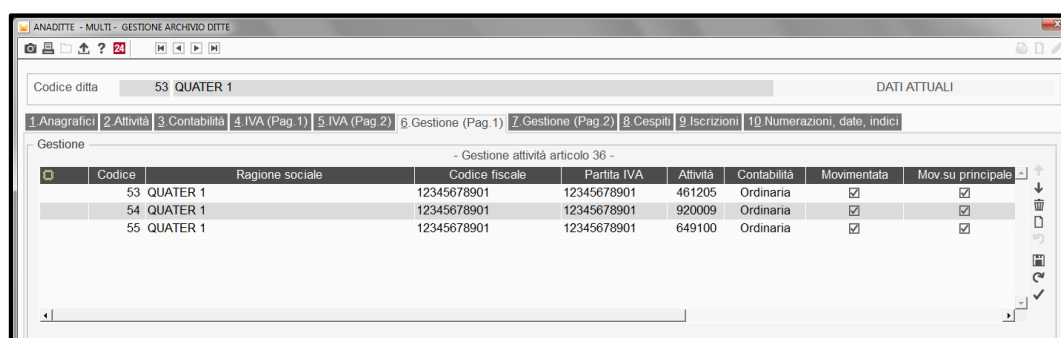 ANADITTE - MULTI - GESTIONE ARCHIVIO DITTE
? 24
Codice ditta 53 QUATER 1 DATI ATTUALI
1.Anagrafici 2.Attività 3.Contabilità 4.IVA (Pag.1) 5.IVA (Pag.2) 6.Gestione (Pag.1) 7.Gestione (Pag.2) 8.Cespiti 9.Iscrizioni 10.Numerazioni, date, indici
Gestione
- Gestione attività articolo 36 -
Codice Ragione sociale Codice fiscale Partita IVA Attività Contabilità Movimentata Mov.su principale
53 QUATER 1 12345678901 12345678901 461205 Ordinaria
54 QUATER 1 12345678901 12345678901 920009 Ordinaria
55 QUATER 1 12345678901 12345678901 649100 Ordinaria